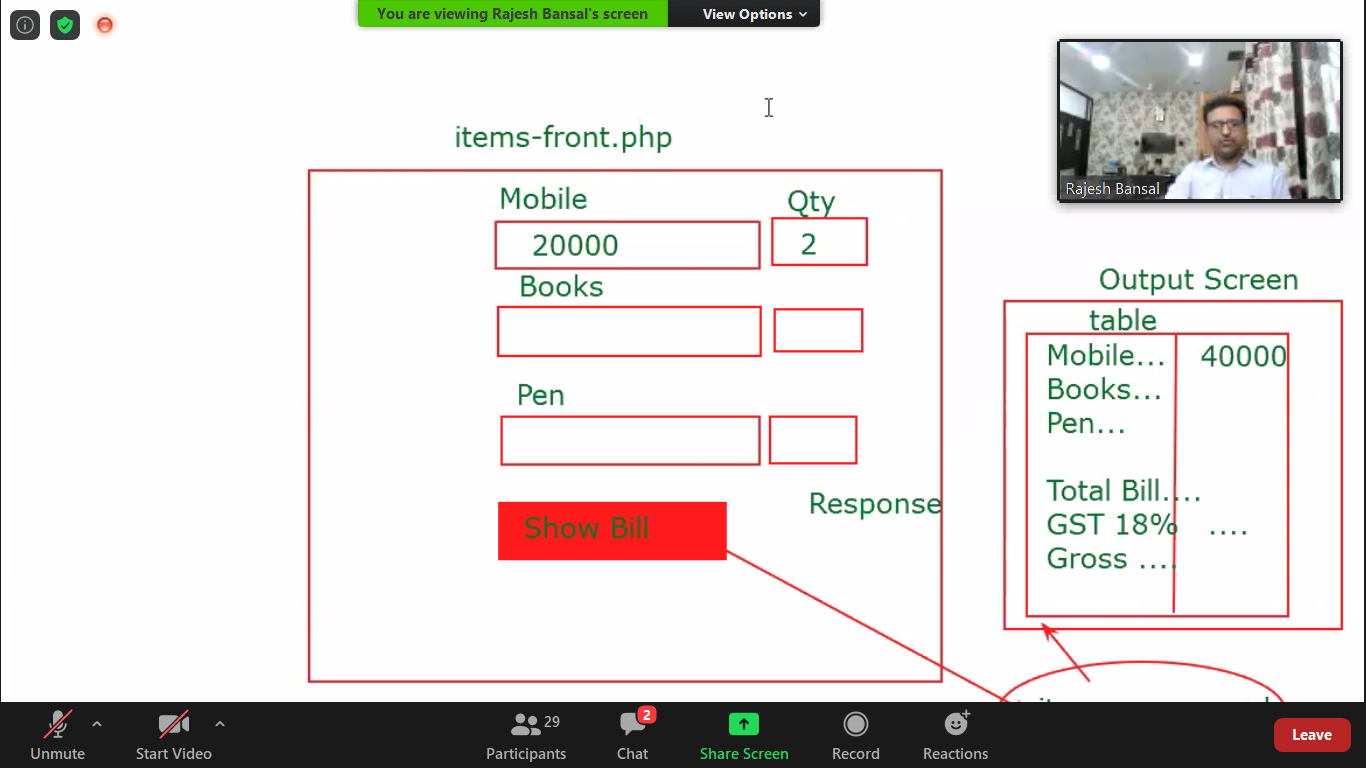 You are viewing Rajesh Bansal's screen
View Options
items-front.php
Mobile
Qty
20000
2
Books
Pen
Show Bill
Response
Rajesh Bansal
Output Screen
table
Mobile... 40000
Books...
Pen...
Total Bill....
GST 18% ....
Gross ....
Unmute
Start Video
29
Participants
2
Chat
Share Screen
Record
Reactions
Leave